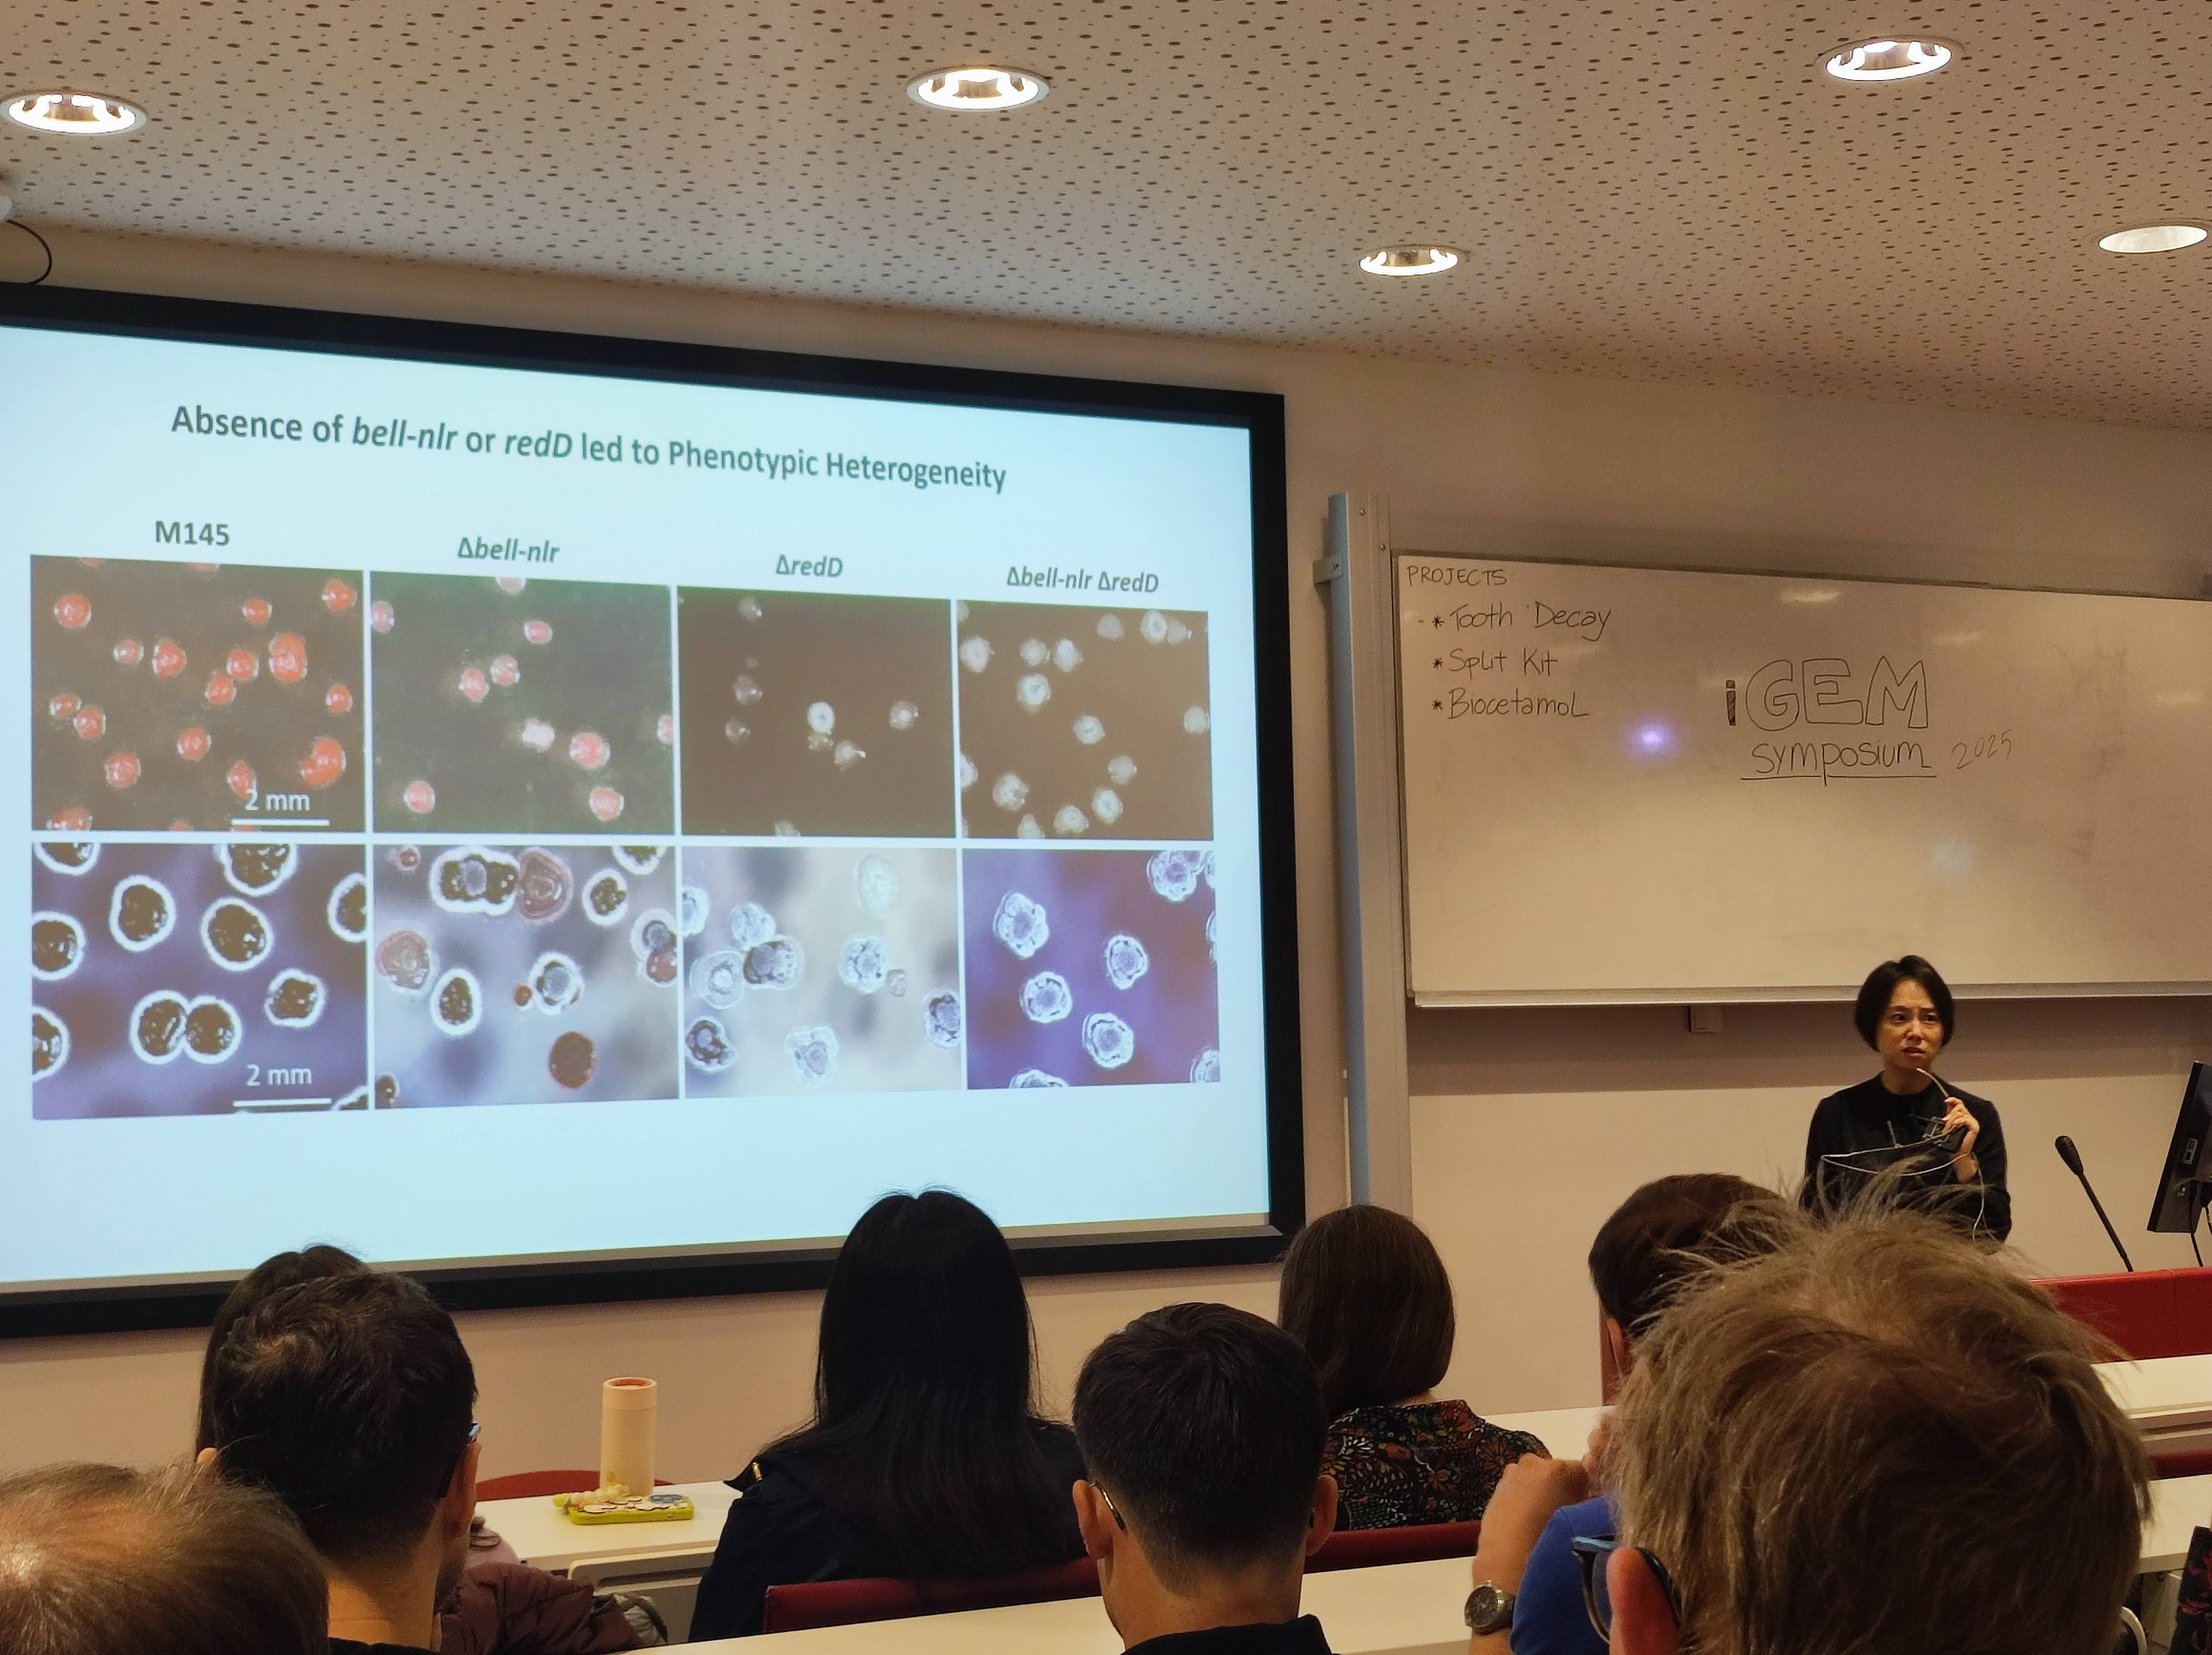 Absence of bell-nlr or redD led to Phenotypic Heterogeneity
M145
Δbell-nlr
ΔredD
Δbell-nlr ΔredD
2 mm
2 mm
PROJECTS:
- * Tooth Decay
* Split Kit
* BiocetamoL
iGEM
symposium 2025